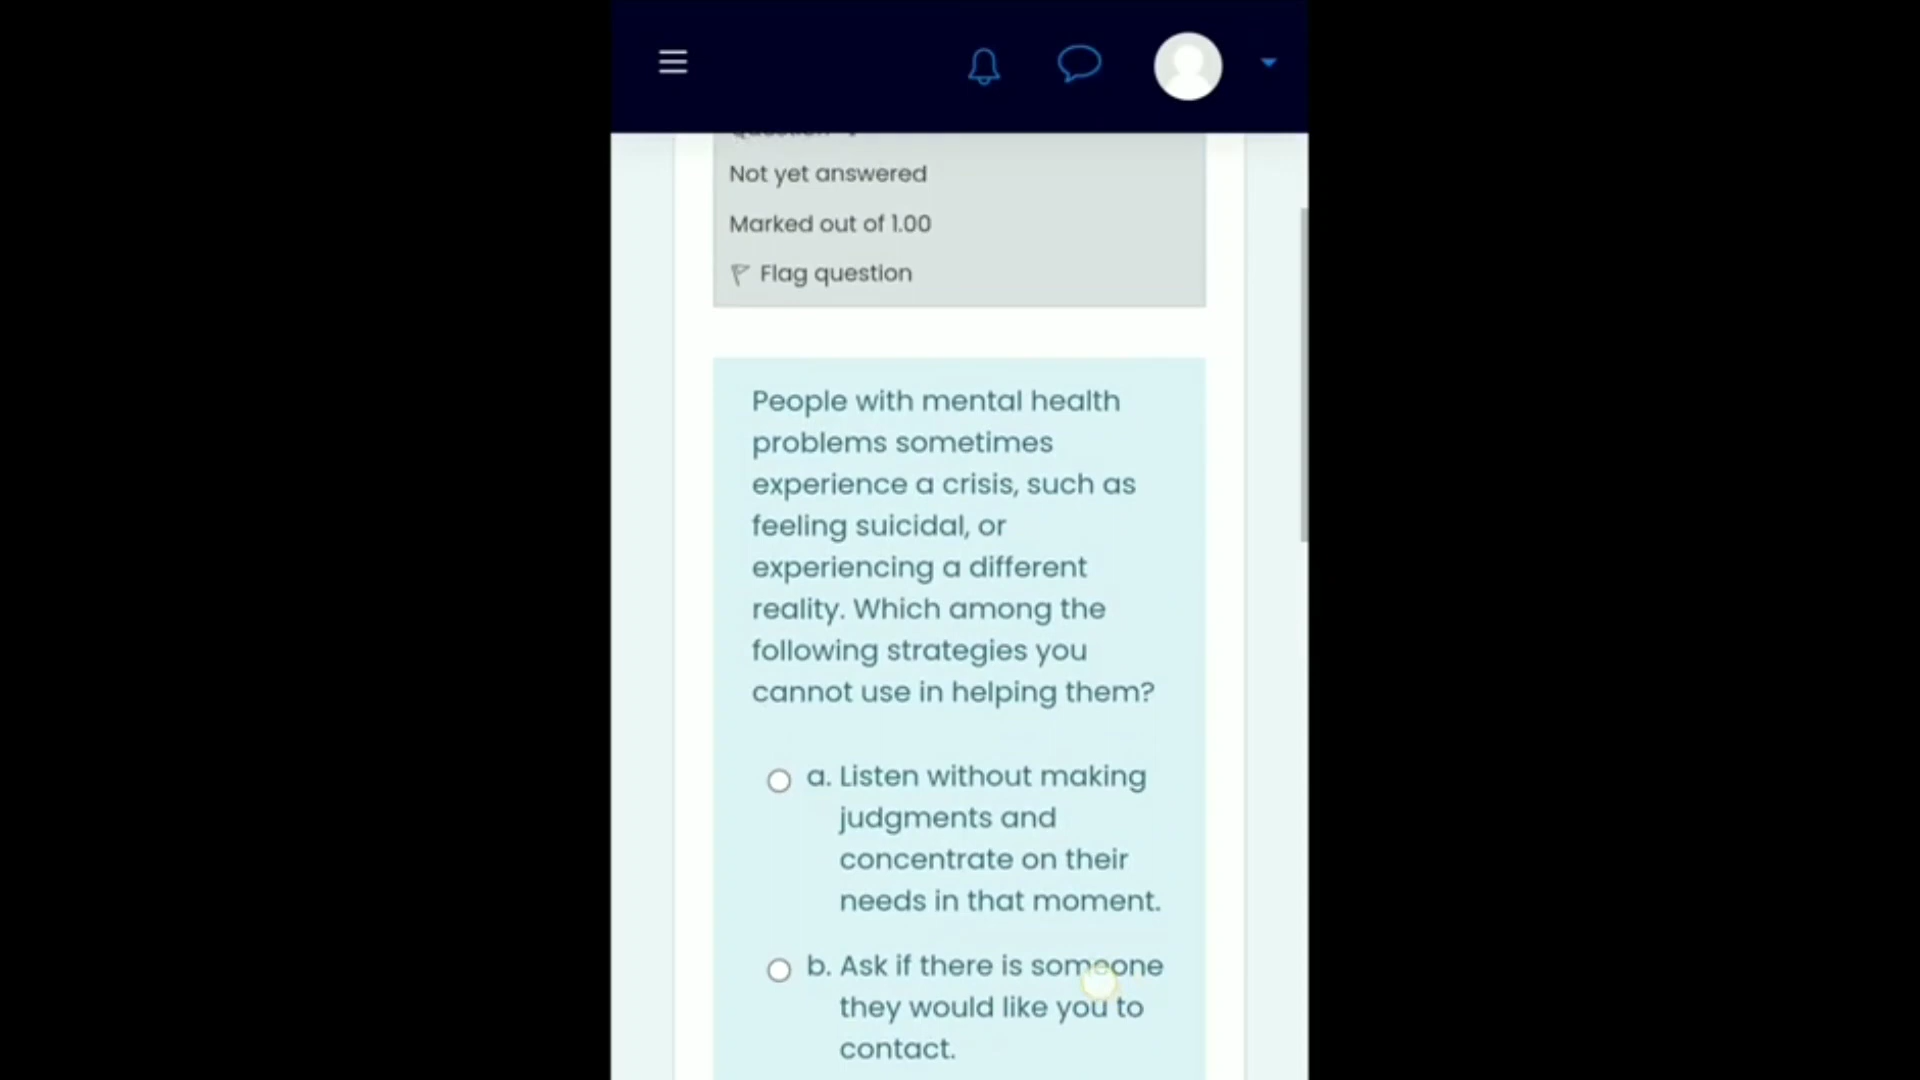 Not yet answered
Marked out of 1.00
Flag question
People with mental health
problems sometimes
experience a crisis, such as
feeling suicidal, or
experiencing a different
reality. Which among the
following strategies you
cannot use in helping them?
a. Listen without making
judgments and
concentrate on their
needs in that moment.
b. Ask if there is someone
they would like you to
contact.